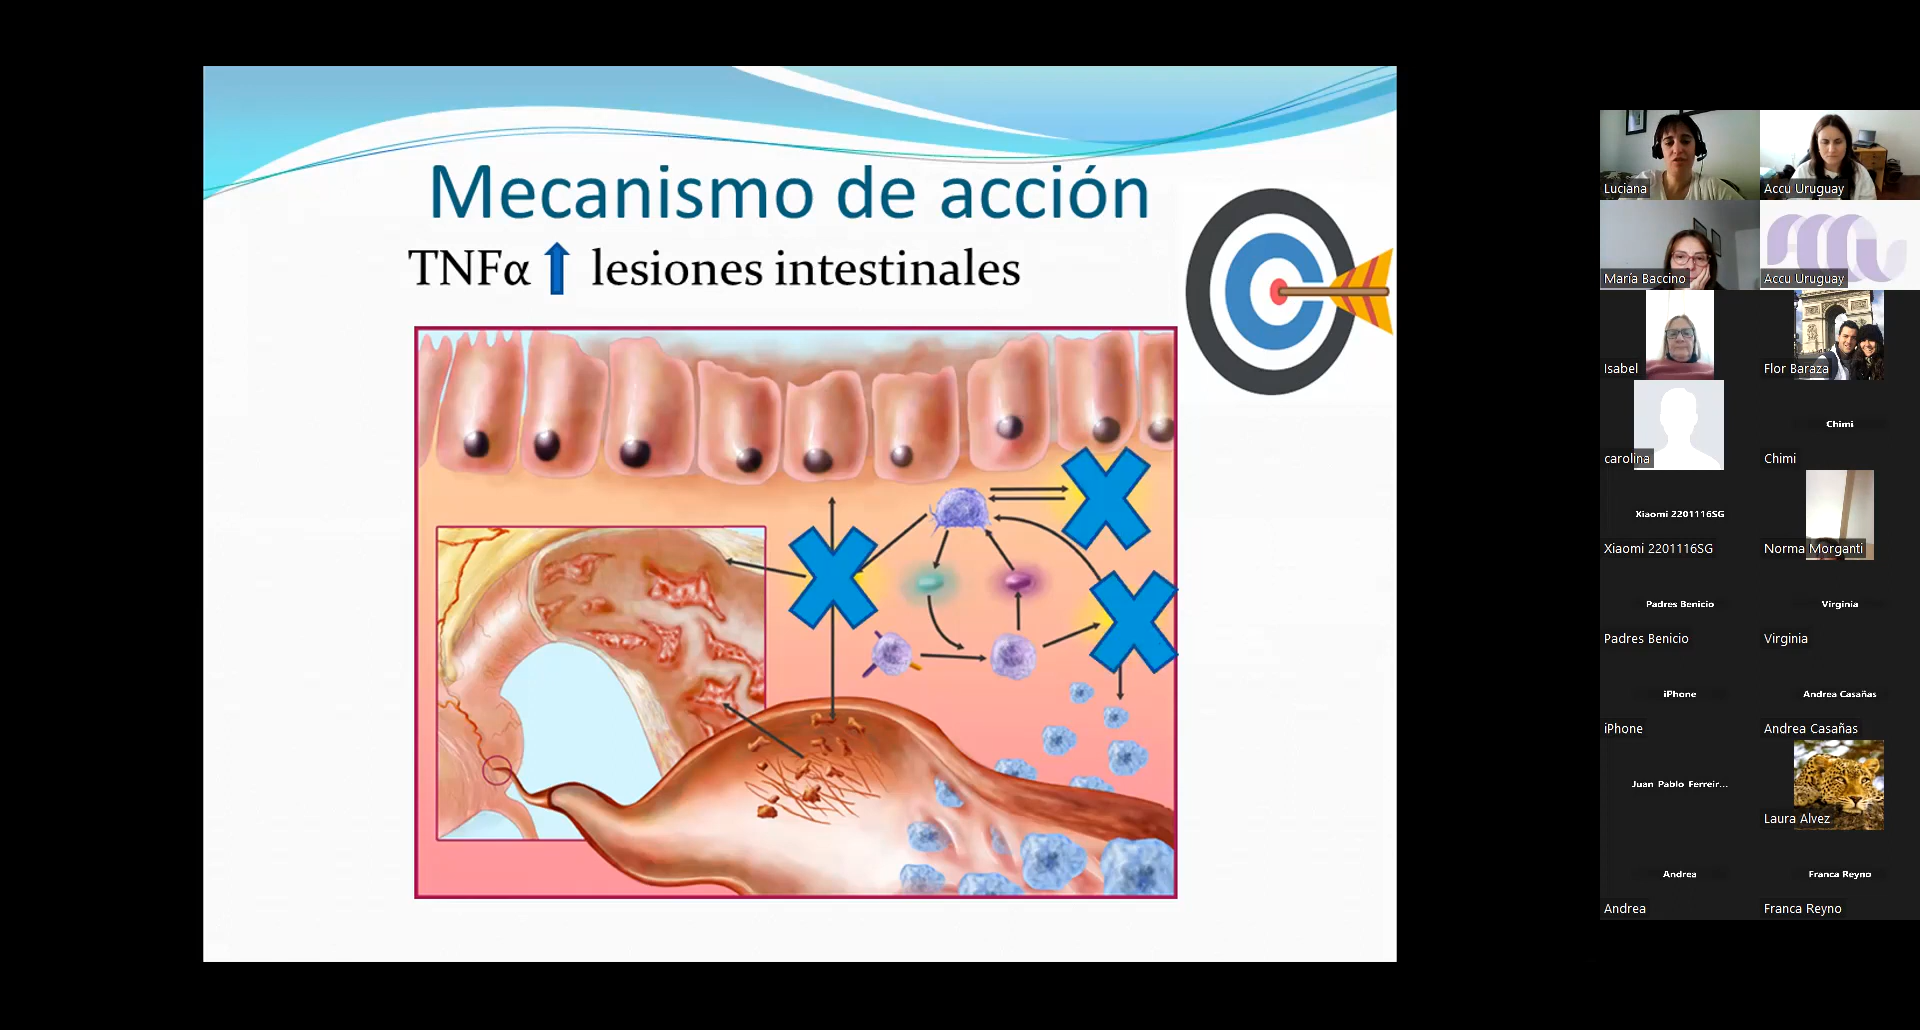 Mecanismo de acción
TNFα lesiones intestinales
Luciana
Accu Uruguay
María Baccino
ACCU
Accu Uruguay
Isabel
Flor Baraza
carolina
Chimi
Chimi
Xiaomi 2201116SG
Xiaomi 2201116SG
Norma Morganti
Padres Benicio
Padres Benicio
Virginia
Virginia
iPhone
iPhone
Andrea Casañas
Andrea Casañas
Juan Pablo Ferreir...
Laura Alvez
Andrea
Andrea
Franca Reyno
Franca Reyno